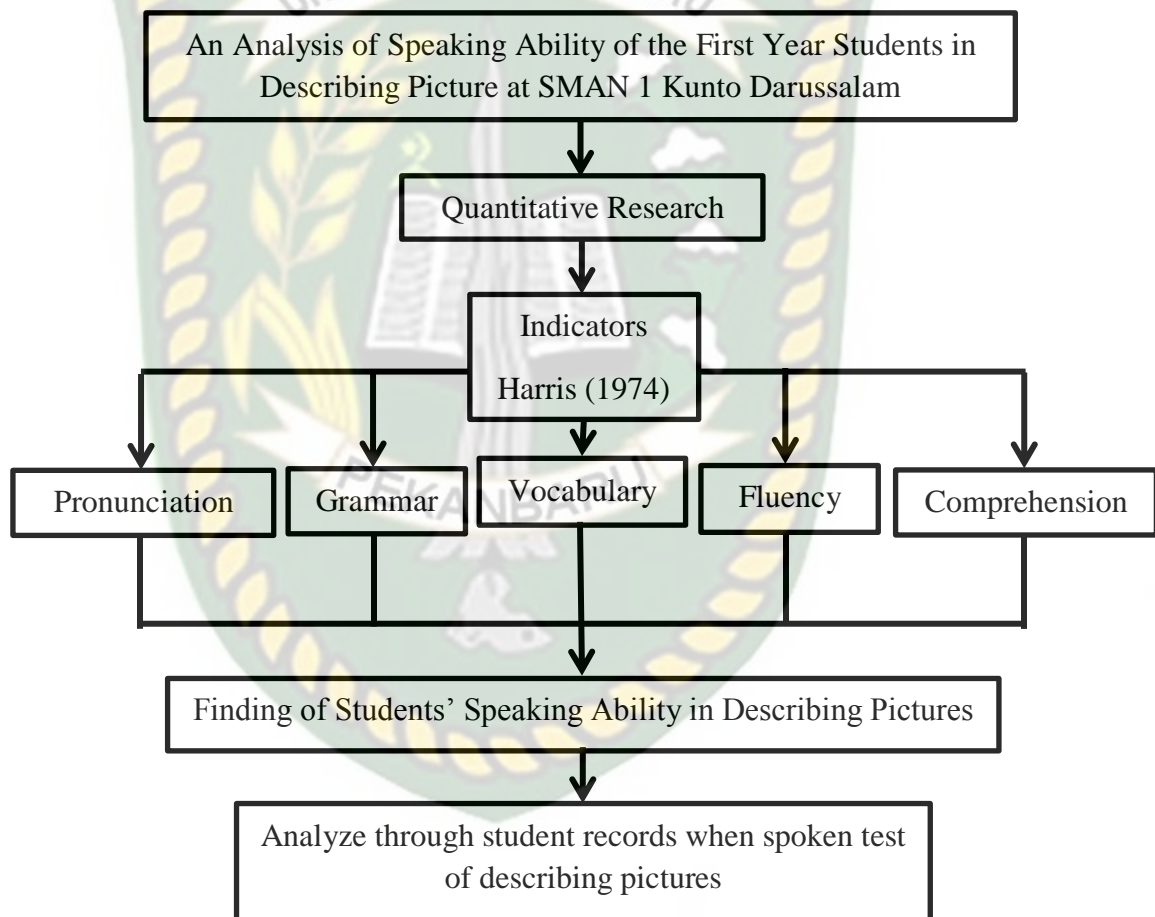 An Analysis of Speaking Ability of the First Year Students in
Describing Picture at SMAN 1 Kunto Darussalam
Quantitative Research
Indicators
Harris (1974)
Pronunciation
Grammar
Vocabulary
Fluency
Comprehension
PEKANBARU
Finding of Students’ Speaking Ability in Describing Pictures
Analyze through student records when spoken test
of describing pictures